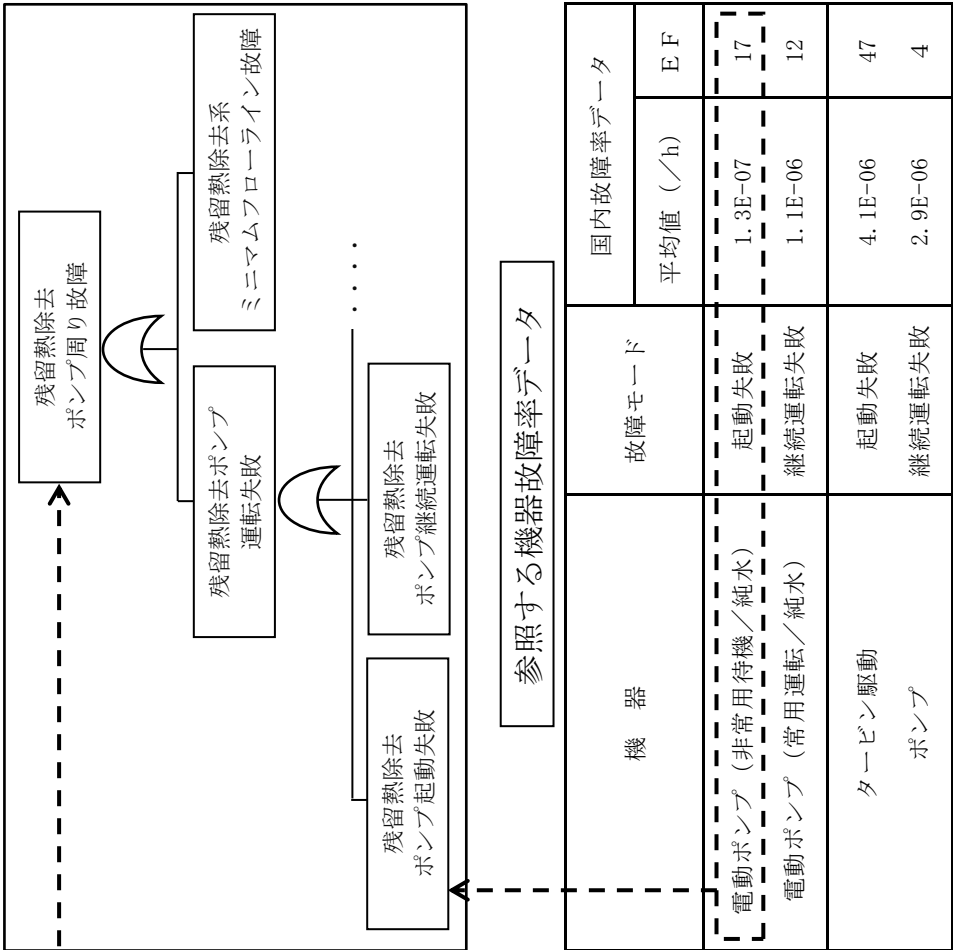 残留熱除去
ポンプ周り故障
残留熱除去ポンプ
運転失敗
残留熱除去系
ミニマムフローライン故障
残留熱除去
ポンプ起動失敗
残留熱除去
ポンプ継続運転失敗
・・・・
参照する機器故障率データ
機 器
故障モード
国内故障率データ
平均値（／h）
ＥＦ
電動ポンプ（非常用待機／純水）
起動失敗
1.3E-07
17
電動ポンプ（常用運転／純水）
継続運転失敗
1.1E-06
12
タービン駆動
ポンプ
起動失敗
4.1E-06
47
継続運転失敗
2.9E-06
4